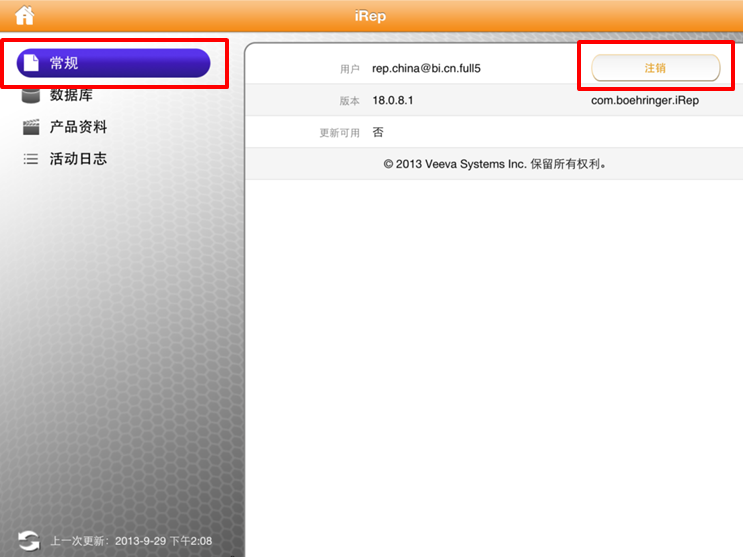 iRep
常规
数据库
产品资料
活动日志
用户 rep.china@bi.cn.full5 注销
版本 18.0.8.1 com.boehringer.iRep
更新可用 否
© 2013 Veeva Systems Inc. 保留所有权利。
上一次更新: 2013-9-29 下午2:08